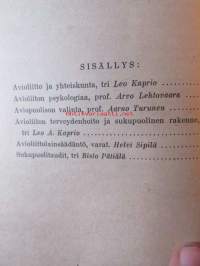 SISÄLLYS:
Avioliitto ja yhteiskunta, tri Leo Kaprio
Avioliiton psykologiaa, prof. Arvo Lehtovaara
Aviopuolison valinta, prof. Aarno Turunen
Avioliiton terveydenhoito ja sukupuolinen rakenne,
tri Leo A. Kaprio
Avioliittolainsäädäntö, varat. Helvi Sipilä
Sukupuolitaudit, tri Risto Pätiälä